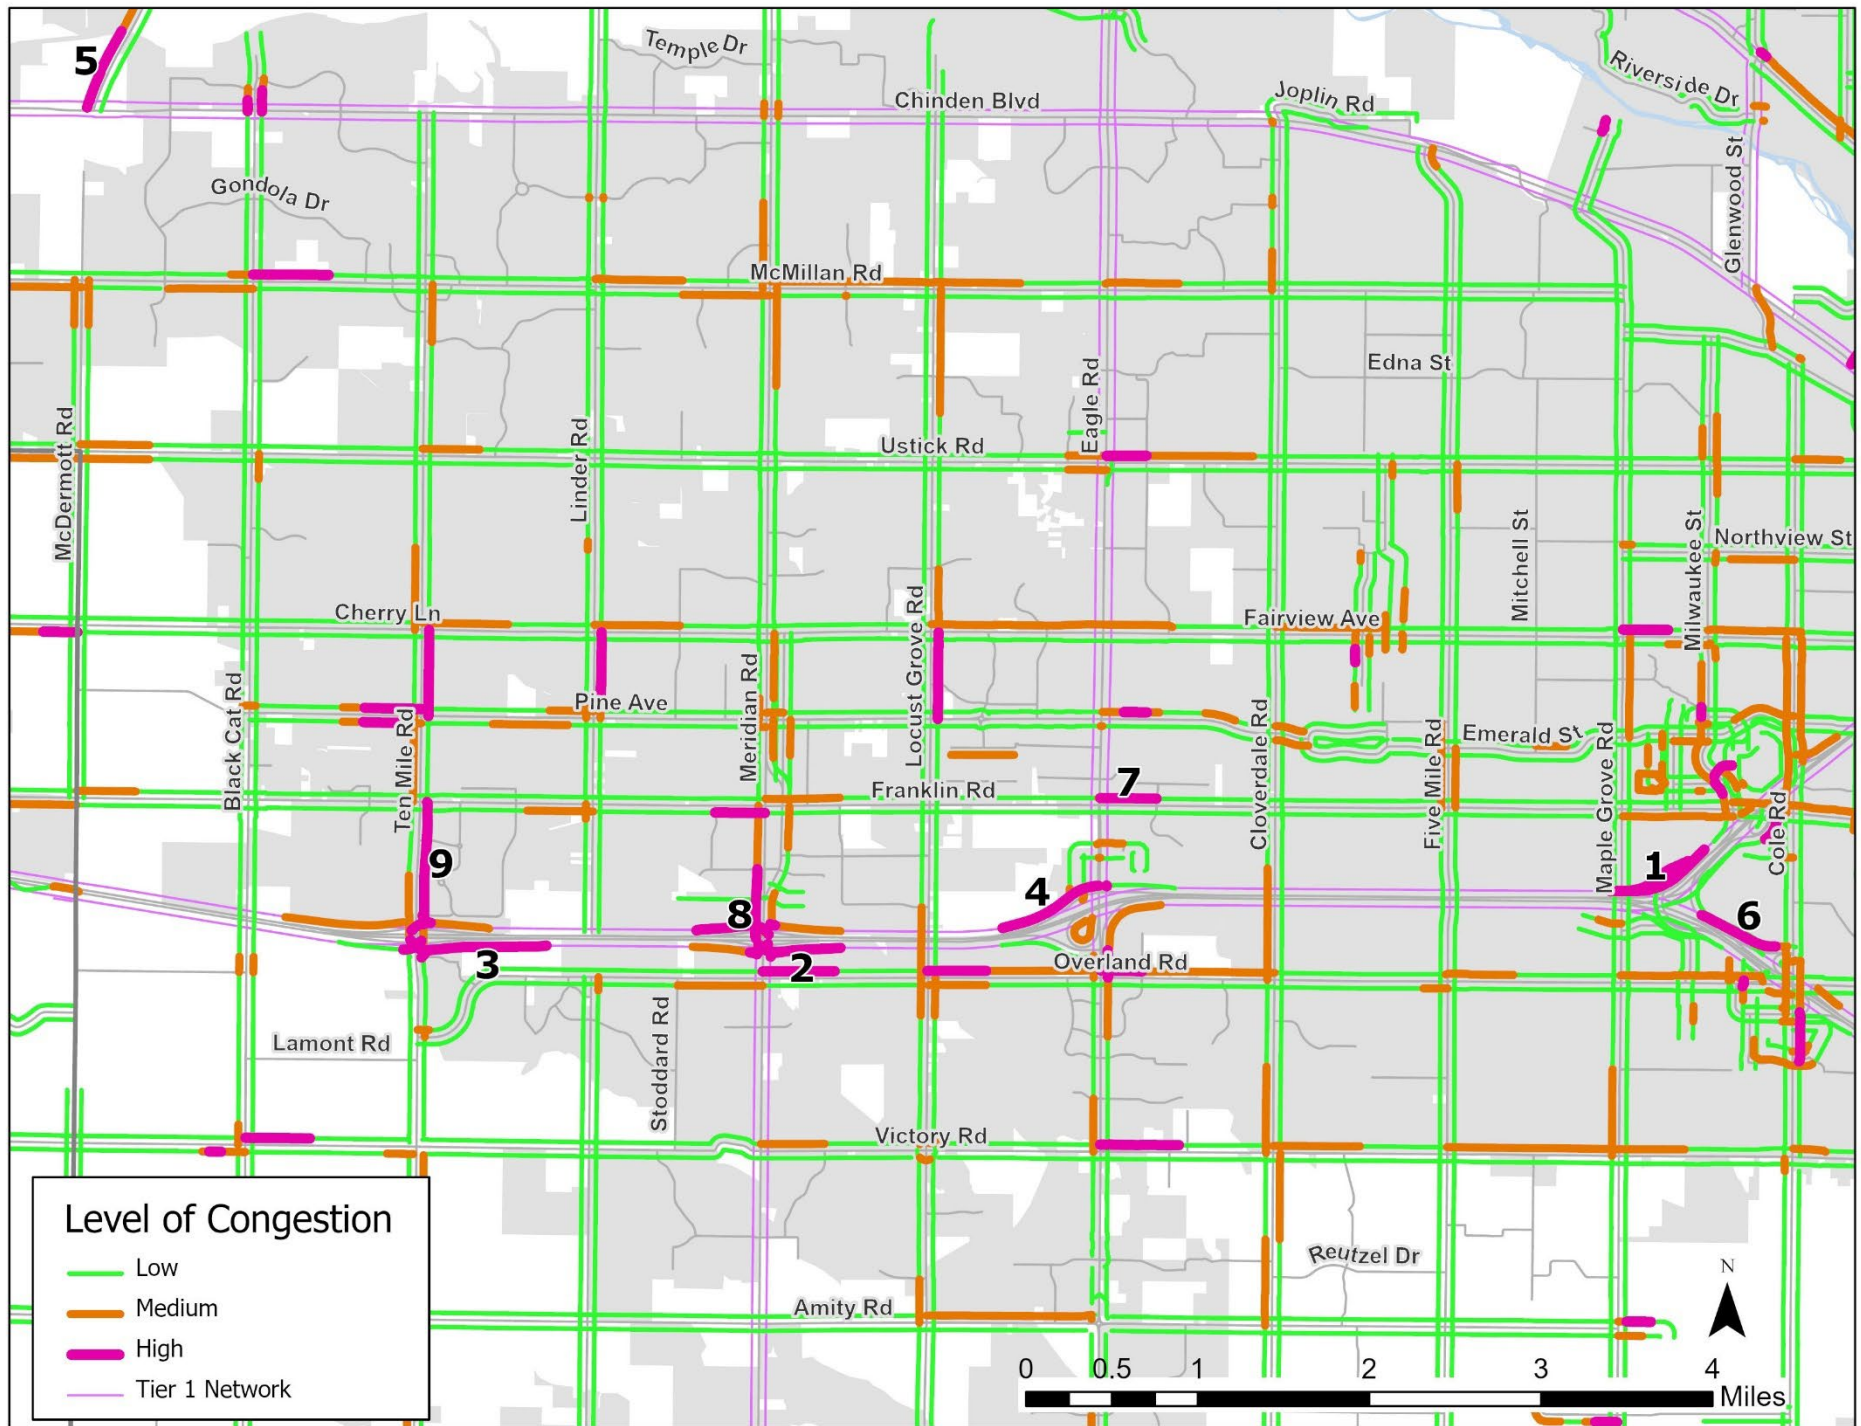 5
Temple Dr
Riverside Dr
Chinden Blvd
Joplin Rd
Glenwood St
Gondola Dr
McMillan Rd
Edna St
Eagle Rd
McDermott Rd
Linder Rd
Ustick Rd
Mitchell St
Milwaukee St
Northview St
Cherry Ln
Locust Grove Rd
Fairview Ave
Black Cat Rd
Meridian Rd
Pine Ave
Ten Mile Rd
Cloverdale Rd
Five Mile Rd
Emerald St
Maple Grove Rd
Franklin Rd
7
Cole Rd
9
1
4
8
6
3
2
Overland Rd
Lamont Rd
Stoddard Rd
Victory Rd
Reutzel Dr
Amity Rd
Level of Congestion
Low
Medium
High
Tier 1 Network
N
0 0.5 1 2 3 4
Miles